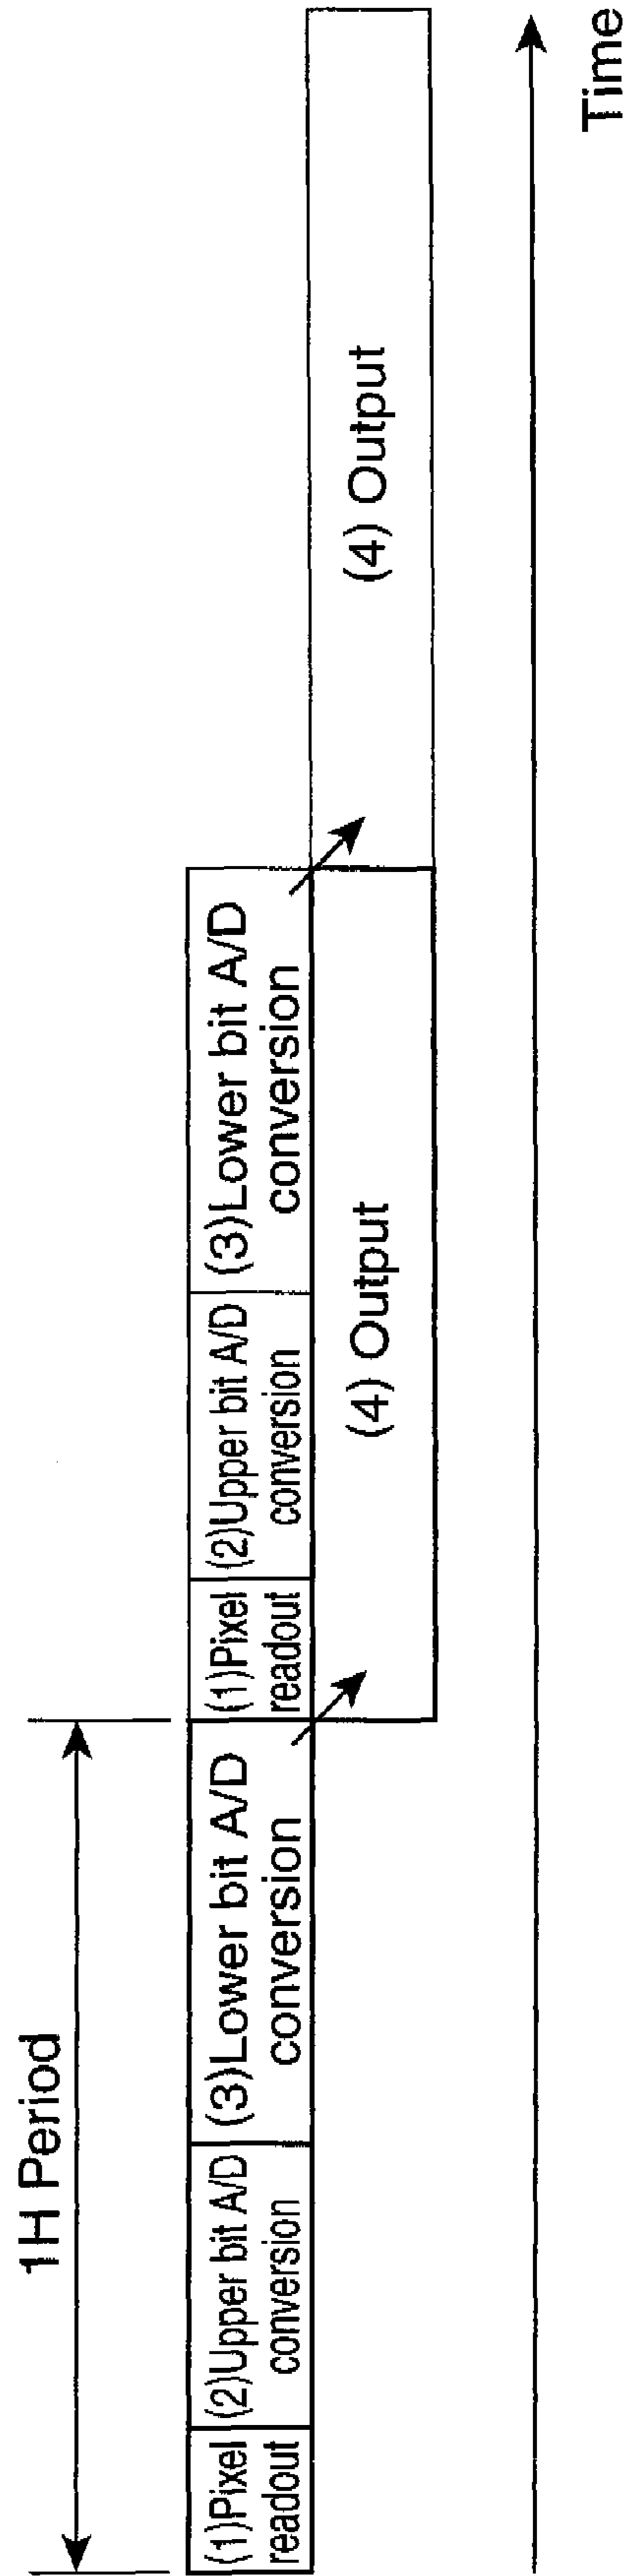 1H Period
(1)Pixel
readout
(2)Upper bit A/D
conversion
(3)Lower bit A/D
conversion
(1)Pixel
readout
(2)Upper bit A/D
conversion
(3)Lower bit A/D
conversion
(4) Output
(4) Output
Time